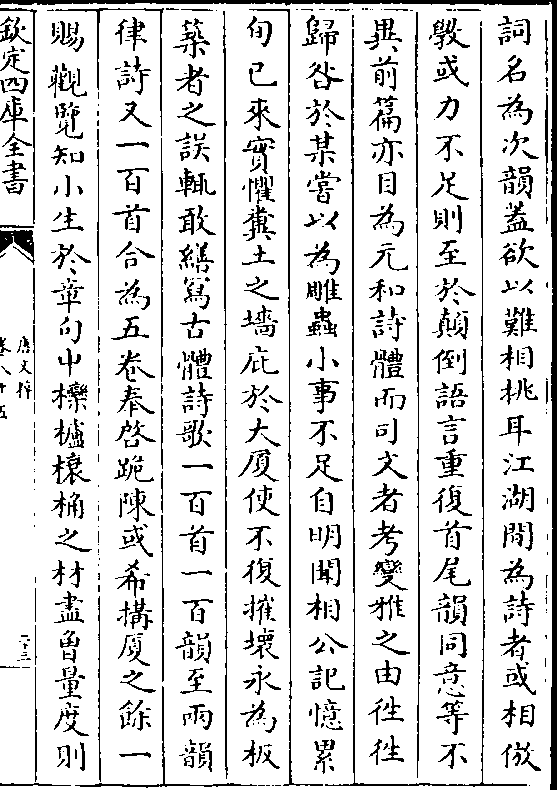 詞名為次韻蓋欲以難相挑耳江湖間為詩者或相倣
斆或力不足則至於顛倒語言重復首尾韻同意等不
異前篇亦目為元和詩體而司文者考變雅之由徃徃
歸咎於某嘗以為雕蟲小事不足自明聞相公記憶累
旬已來實懼糞土之墻庇於大厦使不復摧壞永為板
築者之誤輒敢繕寫古體詩歌一百首一百韻至兩韻
律詩又一百首合為五卷奉啓跪陳或希搆厦之餘一
賜觀覽知小生於章句中欒櫨榱桷之材盡曾量度則
欽定四庫全書
唐文粹
卷八十五
二十三